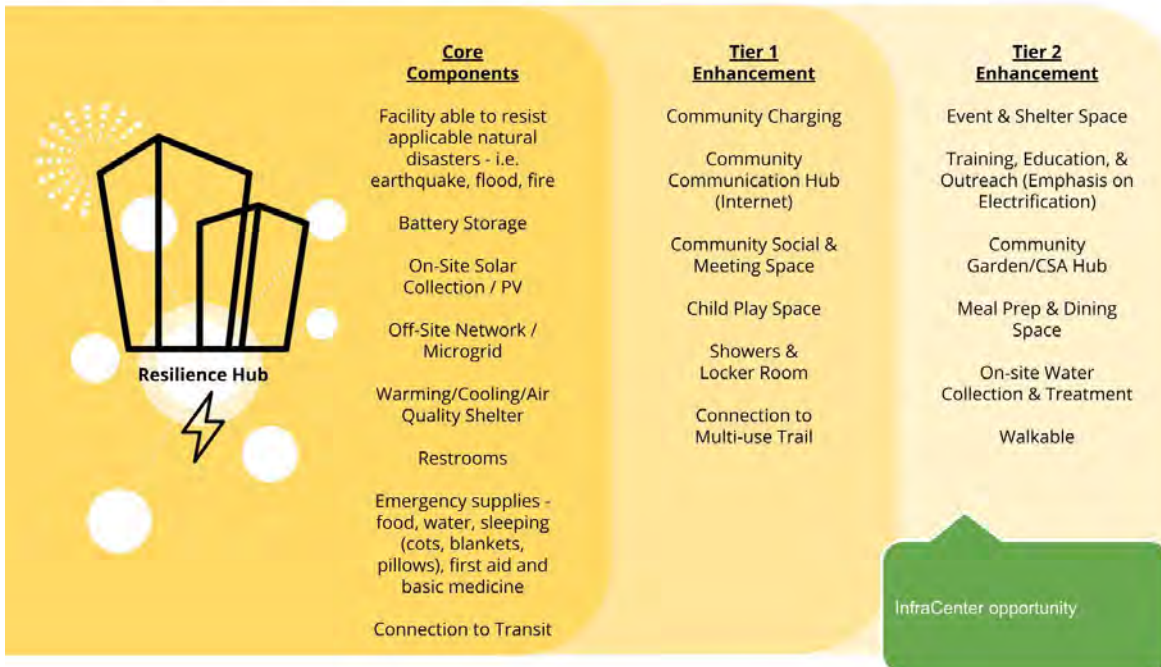 Resilience Hub
Core
Components
Facility able to resist
applicable natural
disasters - i.e.
earthquake, flood, fire
Battery Storage
On-Site Solar
Collection / PV
Off-Site Network /
Microgrid
Warming/Cooling/Air
Quality Shelter
Restrooms
Emergency supplies -
food, water, sleeping
(cots, blankets,
pillows), first aid and
basic medicine
Connection to Transit
Tier 1
Enhancement
Community Charging
Community
Communication Hub
(Internet)
Community Social &
Meeting Space
Child Play Space
Showers &
Locker Room
Connection to
Multi-use Trail
Tier 2
Enhancement
Event & Shelter Space
Training, Education, &
Outreach (Emphasis on
Electrification)
Community
Garden/CSA Hub
Meal Prep & Dining
Space
On-site Water
Collection & Treatment
Walkable
InfraCenter opportunity